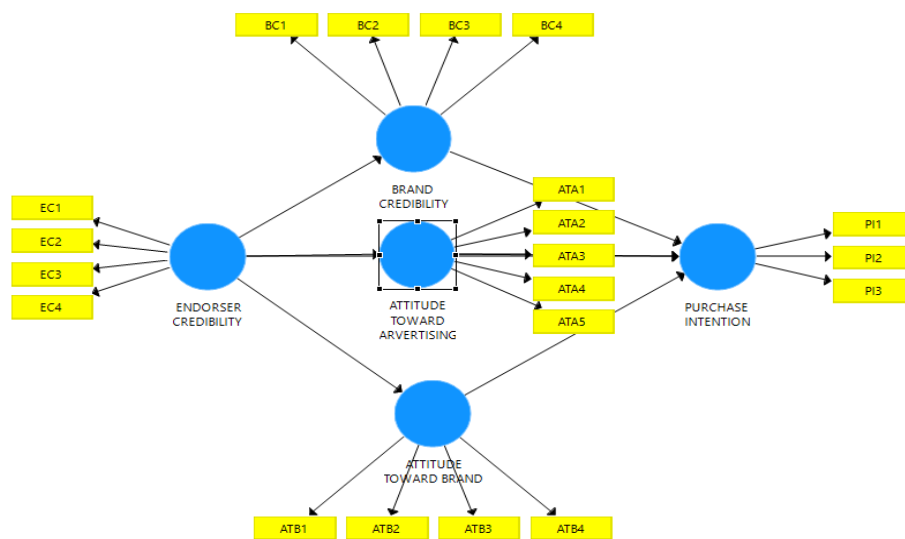 BC1
BC2
BC3
BC4
BRAND
CREDIBILITY
ATA1
ATA2
ATA3
ATA4
ATA5
EC1
EC2
EC3
EC4
ENDORSER
CREDIBILITY
ATTITUDE
TOWARD
ARVERTISING
PURCHASE
INTENTION
PI1
PI2
PI3
ATTITUDE
TOWARD BRAND
ATB1
ATB2
ATB3
ATB4